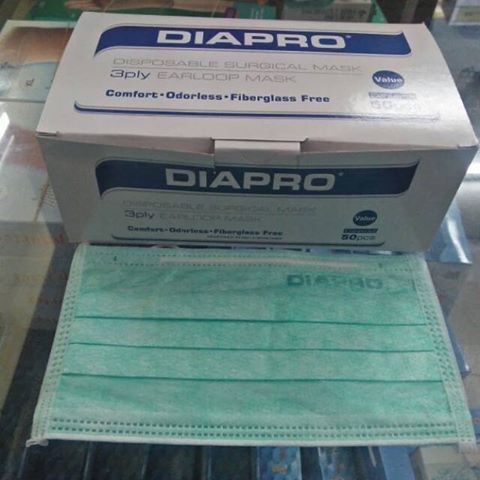 DIAPRO®
DISPOSABLE SURGICAL MASK
3ply EARLOOP MASK
Comfort • Odorless • Fiberglass Free
Value
50pcs
DIAPRO®
DISPOSABLE SURGICAL MASK
3ply EARLOOP MASK
Comfort • Odorless • Fiberglass Free
Value
50pcs
DIAPRO